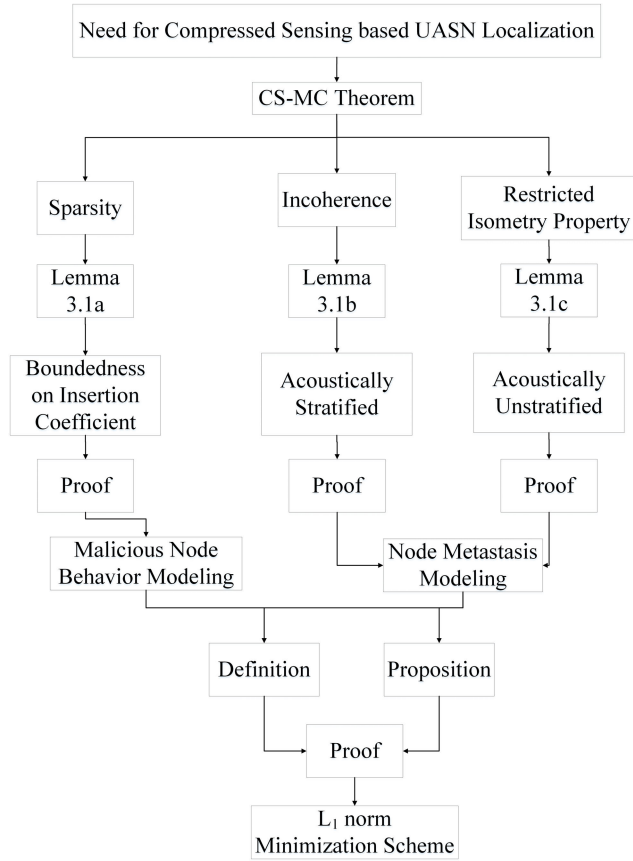 Need for Compressed Sensing based UASN Localization
CS-MC Theorem
Sparsity
Incoherence
Restricted
Isometry Property
Lemma
3.1a
Lemma
3.1b
Lemma
3.1c
Boundedness
on Insertion
Coefficient
Acoustically
Stratified
Acoustically
Unstratified
Proof
Proof
Proof
Malicious Node
Behavior Modeling
Node Metastasis
Modeling
Definition
Proposition
Proof
L₁ norm
Minimization Scheme